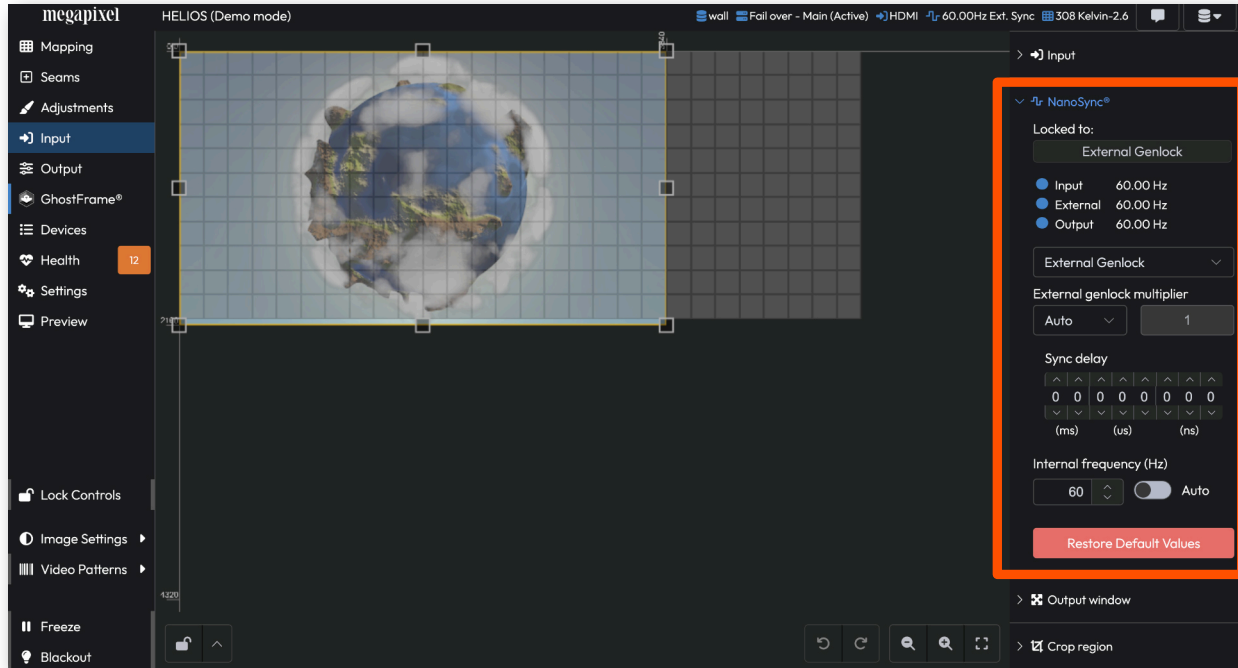 megapixel
HELIOS (Demo mode)
wall Fail over - Main (Active) HDMI 60.00Hz Ext. Sync 308 Kelvin-2.6
Mapping
Seams
Adjustments
Input
Output
GhostFrame®
Devices
Health 12
Settings
Preview
Lock Controls
Image Settings
Video Patterns
Freeze
Blackout
4320
Input
NanoSync®
Locked to:
External Genlock
Input 60.00 Hz
External 60.00 Hz
Output 60.00 Hz
External Genlock
External genlock multiplier
Auto 1
Sync delay
0 0 0 0 0 0 0 0
(ms) (us) (ns)
Internal frequency (Hz)
60 Auto
Restore Default Values
Output window
Crop region